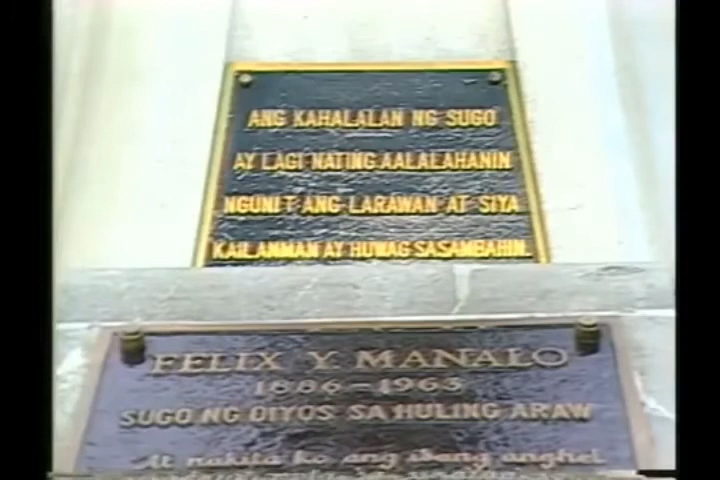 ANG KAHALALAN NG SUGO
AY LAGI NATING AALALAHANIN
NGUNIT ANG LARAWAN AT SIYA
KAILANMAN AY HUWAG SASAMBAHIN.
FELIX Y. MANALO
1886-1963
SUGO NG DIYOS SA HULING ARAW
At nakita ko ang ibang anghel